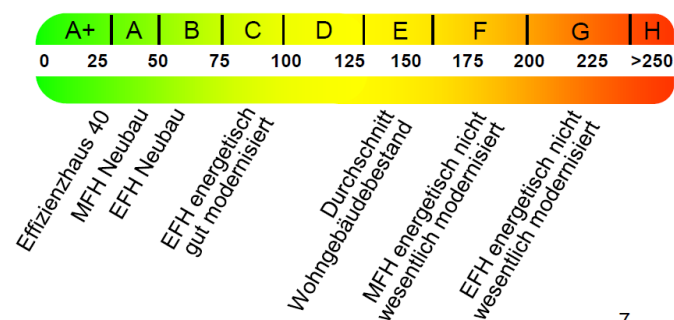 A+ A B C D E F G H
0 25 50 75 100 125 150 175 200 225 >250
Effizienzhaus 40
MFH Neubau
EFH Neubau
EFH energetisch
gut modernisiert
Durchschnitt
Wohngebäudebestand
MFH energetisch nicht
wesentlich modernisiert
EFH energetisch nicht
wesentlich modernisiert
7